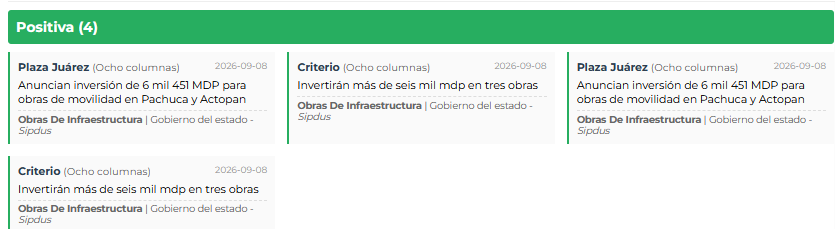 Positiva (4)
Plaza Juárez (Ocho columnas) 2026-09-08
Anuncian inversión de 6 mil 451 MDP para
obras de movilidad en Pachuca y Actopan
Obras De Infraestructura | Gobierno del estado -
Sipdus
Criterio (Ocho columnas) 2026-09-08
Invertirán más de seis mil mdp en tres obras
Obras De Infraestructura | Gobierno del estado -
Sipdus
Plaza Juárez (Ocho columnas) 2026-09-08
Anuncian inversión de 6 mil 451 MDP para
obras de movilidad en Pachuca y Actopan
Obras De Infraestructura | Gobierno del estado -
Sipdus
Criterio (Ocho columnas) 2026-09-08
Invertirán más de seis mil mdp en tres obras
Obras De Infraestructura | Gobierno del estado -
Sipdus